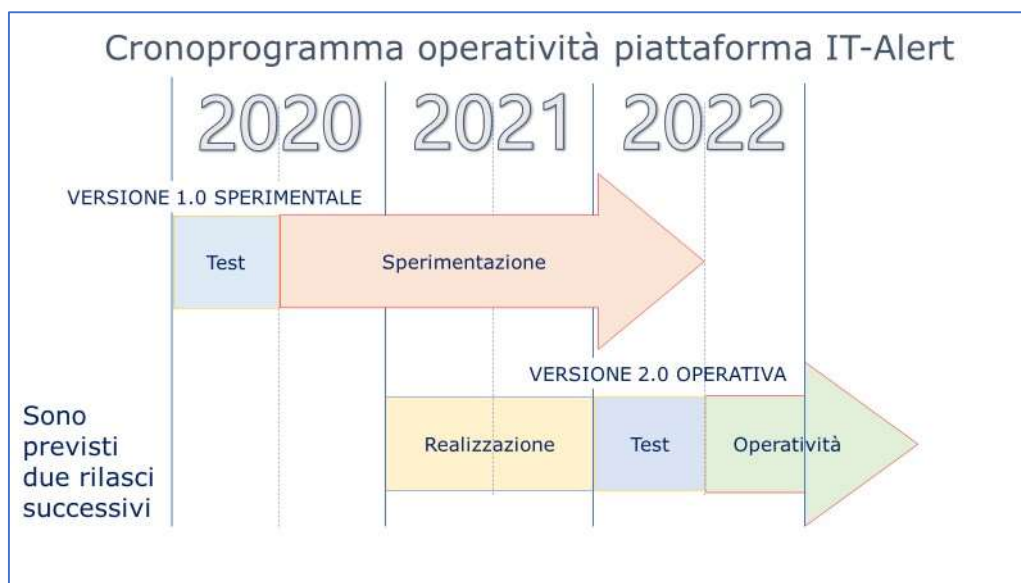 Cronoprogramma operatività piattaforma IT-Alert
2020 2021 2022
VERSIONE 1.0 SPERIMENTALE
Test Sperimentazione
VERSIONE 2.0 OPERATIVA
Sono
previsti
due rilasci
successivi
Realizzazione Test Operatività